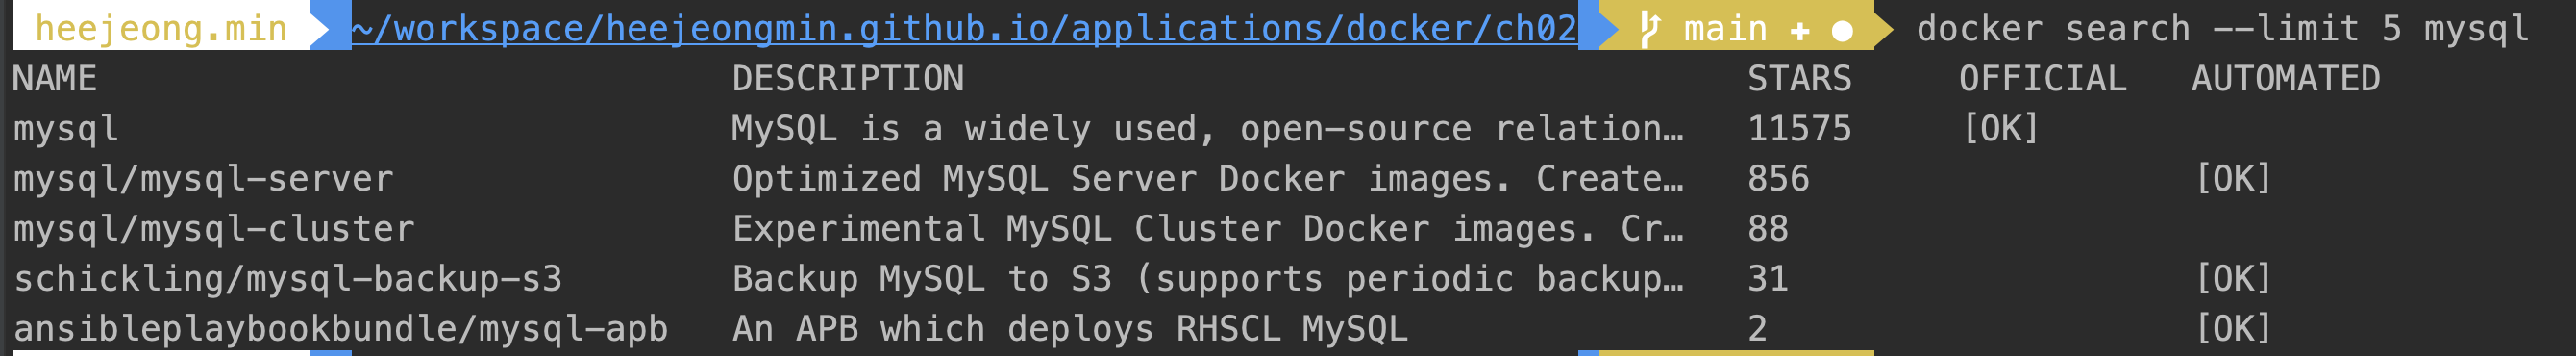 heejeong.min ~/workspace/heejeongmin.github.io/applications/docker/ch02 main + ● docker search --limit 5 mysql
NAME DESCRIPTION STARS OFFICIAL AUTOMATED
mysql MySQL is a widely used, open-source relation… 11575 [OK]
mysql/mysql-server Optimized MySQL Server Docker images. Create… 856 [OK]
mysql/mysql-cluster Experimental MySQL Cluster Docker images. Cr… 88
schickling/mysql-backup-s3 Backup MySQL to S3 (supports periodic backup… 31 [OK]
ansibleplaybookbundle/mysql-apb An APB which deploys RHSCL MySQL 2 [OK]